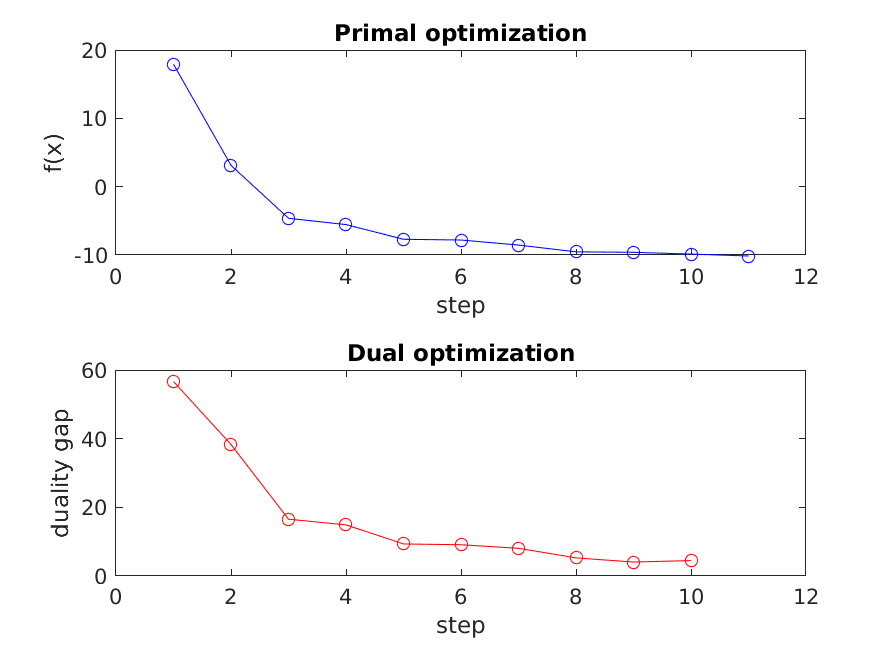 Primal optimization
20
10
0
-10
f(x)
0 2 4 6 8 10 12
step
Dual optimization
60
40
20
0
duality gap
0 2 4 6 8 10 12
step